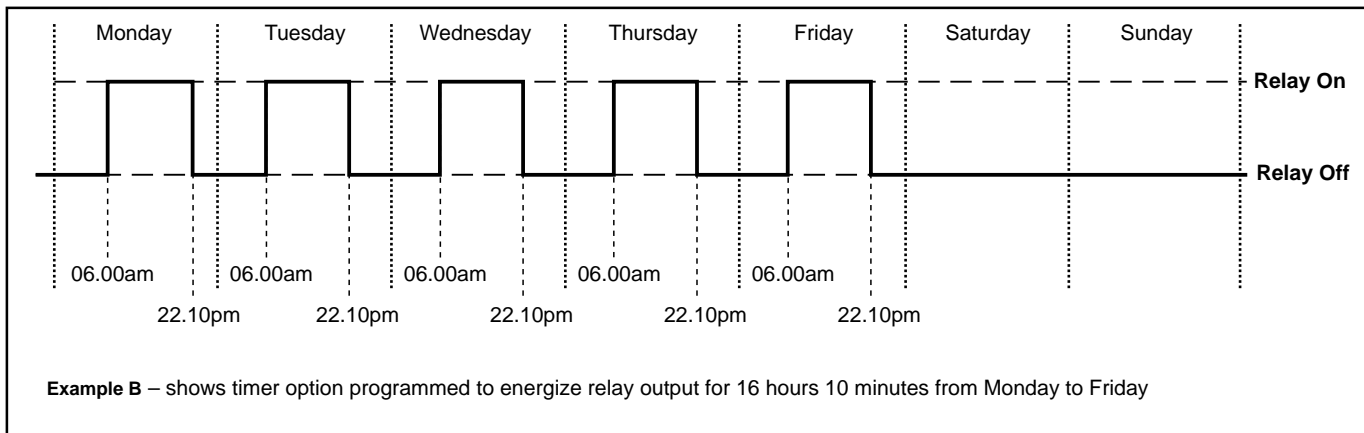 Monday Tuesday Wednesday Thursday Friday Saturday Sunday
Relay On
Relay Off
06.00am 06.00am 06.00am 06.00am 06.00am
22.10pm 22.10pm 22.10pm 22.10pm 22.10pm
Example B – shows timer option programmed to energize relay output for 16 hours 10 minutes from Monday to Friday